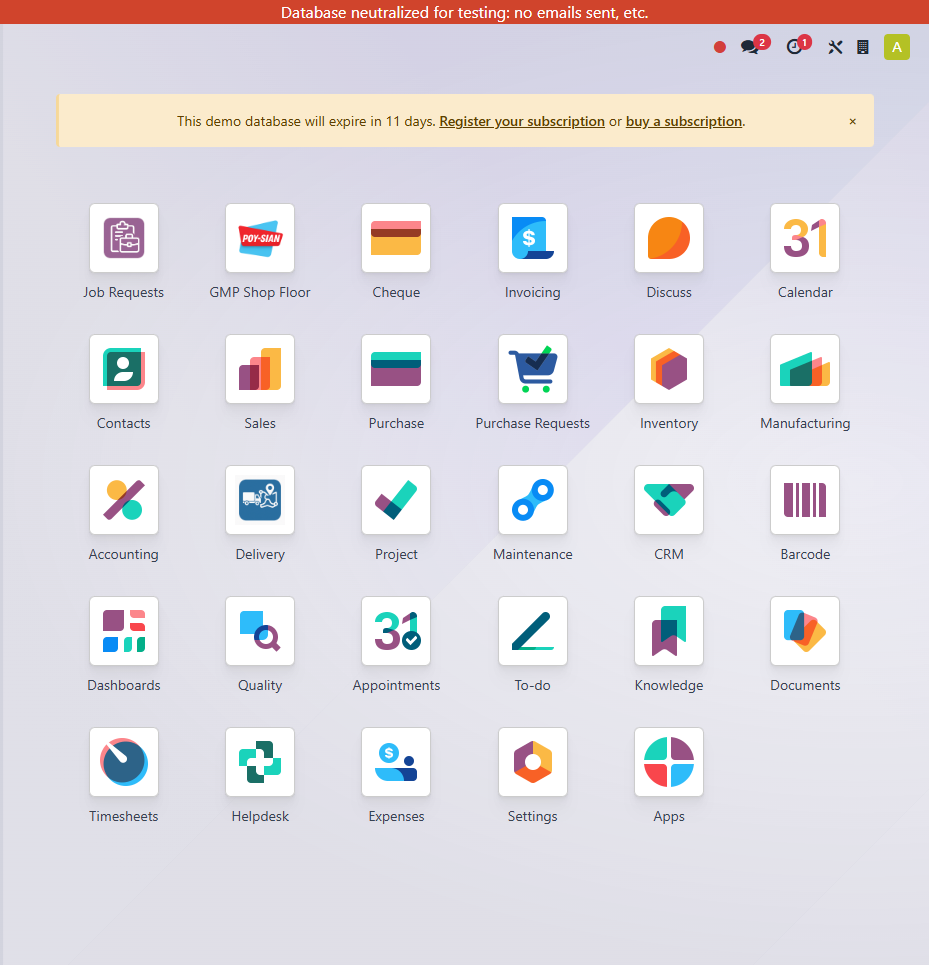 Database neutralized for testing: no emails sent, etc.
2 1 A
This demo database will expire in 11 days. Register your subscription or buy a subscription. ×
POY-SIAN $ 31
Job Requests GMP Shop Floor Cheque Invoicing Discuss Calendar
Contacts Sales Purchase Purchase Requests Inventory Manufacturing
Accounting Delivery Project Maintenance CRM Barcode
31
Dashboards Quality Appointments To-do Knowledge Documents
$
Timesheets Helpdesk Expenses Settings Apps